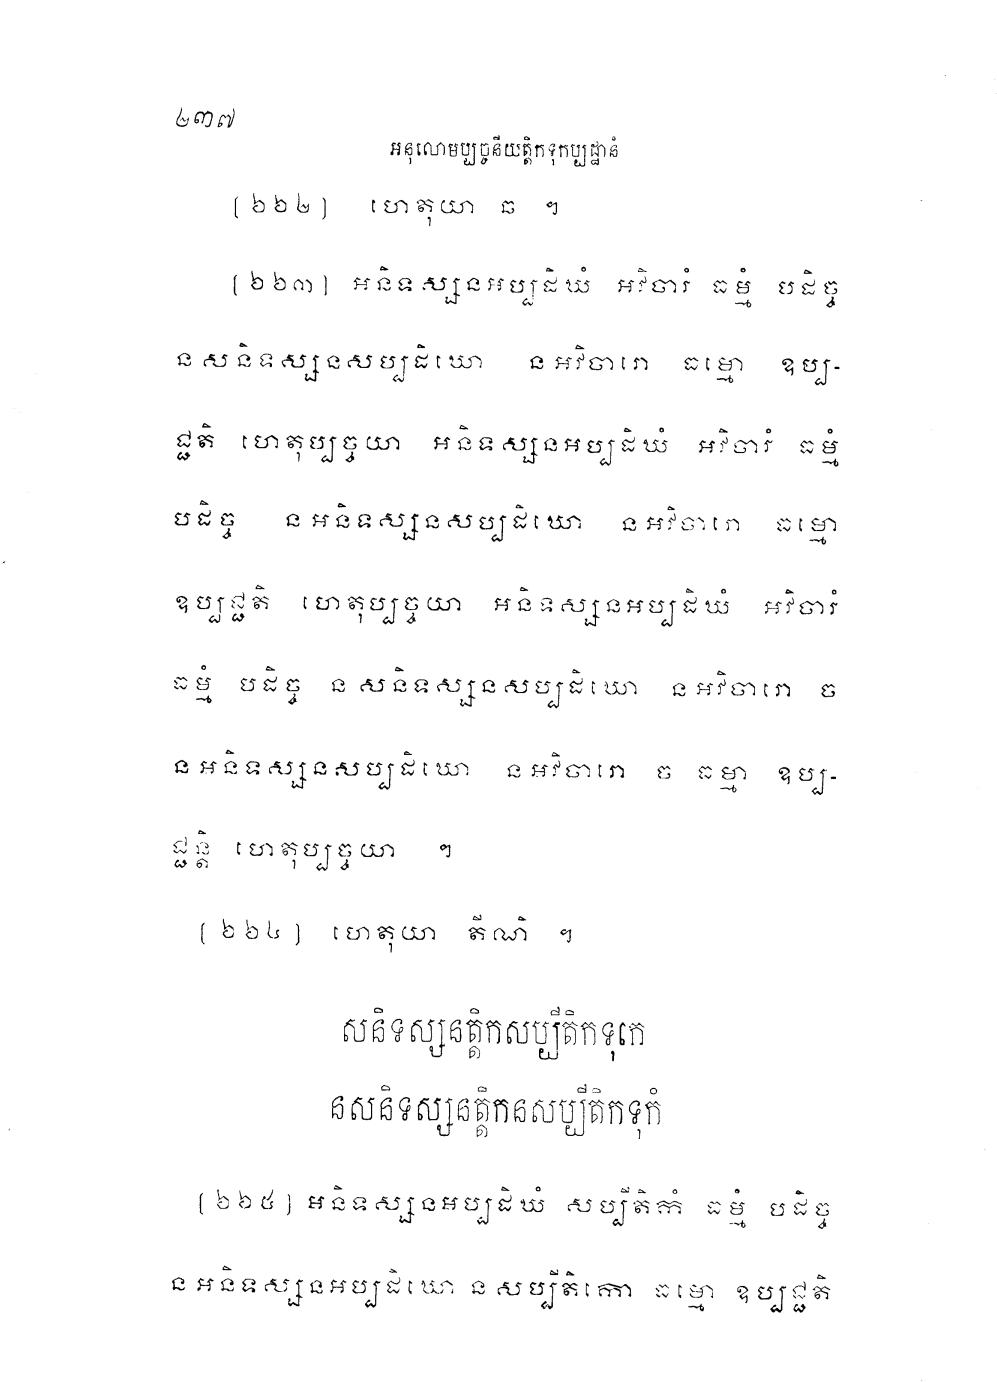 ២៣៧
អនុលោមប្បច្ចនីយត្តិកទុកប្បដ្ឋានំ
[៦៦២] ហេតុយា ឆ ។
[៦៦៣] អនិទស្សនអប្បដិឃំ អវិចារំ ធម្មំ បដិច្ច
ន សនិទស្សនសប្បដិឃោ ន អវិចារោ ធម្មោ ឧប្ប-
ជ្ជតិ ហេតុប្បច្ចយា អនិទស្សនអប្បដិឃំ អវិចារំ ធម្មំ
បដិច្ច ន អនិទស្សនសប្បដិឃោ ន អវិចារោ ធម្មោ
ឧប្បជ្ជតិ ហេតុប្បច្ចយា អនិទស្សនអប្បដិឃំ អវិចារំ
ធម្មំ បដិច្ច ន សនិទស្សនសប្បដិឃោ ន អវិចារោ ច
ន អនិទស្សនសប្បដិឃោ ន អវិចារោ ច ធម្មា ឧប្ប-
ជ្ជន្តិ ហេតុប្បច្ចយា ។
[៦៦៤] ហេតុយា តីណិ ។
សនិទស្សនត្តិកសប្បីតិកទុកេ
នសនិទស្សនត្តិកនសប្បីតិកទុកំ
[៦៦៥] អនិទស្សនអប្បដិឃំ សប្បីតិកំ ធម្មំ បដិច្ច
ន អនិទស្សនអប្បដិឃោ ន សប្បីតិកោ ធម្មោ ឧប្បជ្ជតិ